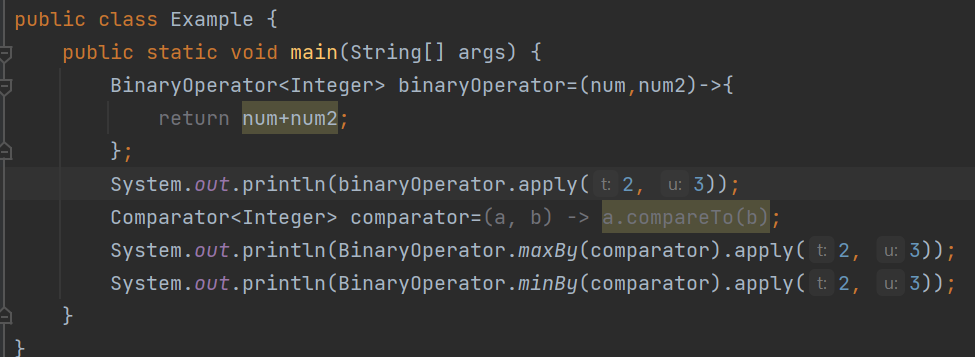 public class Example {
public static void main(String[] args) {
BinaryOperator<Integer> binaryOperator=(num,num2)->{
return num+num2;
};
System.out.println(binaryOperator.apply( t: 2, u: 3));
Comparator<Integer> comparator=(a, b) -> a.compareTo(b);
System.out.println(BinaryOperator.maxBy(comparator).apply( t: 2, u: 3));
System.out.println(BinaryOperator.minBy(comparator).apply( t: 2, u: 3));
}
}